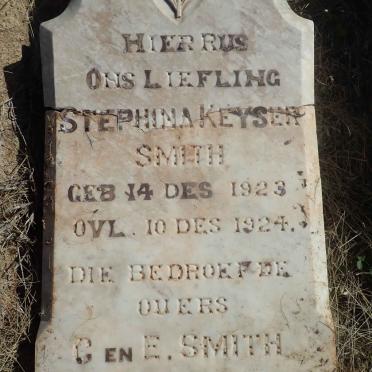 HIER RUS
ONS LIEFLING
STEPHINA KEYSER
SMITH
GEB 14 DES 1923
OVL. 10 DES 1924.
DIE BEDROEFDE
OUERS
C EN E. SMITH